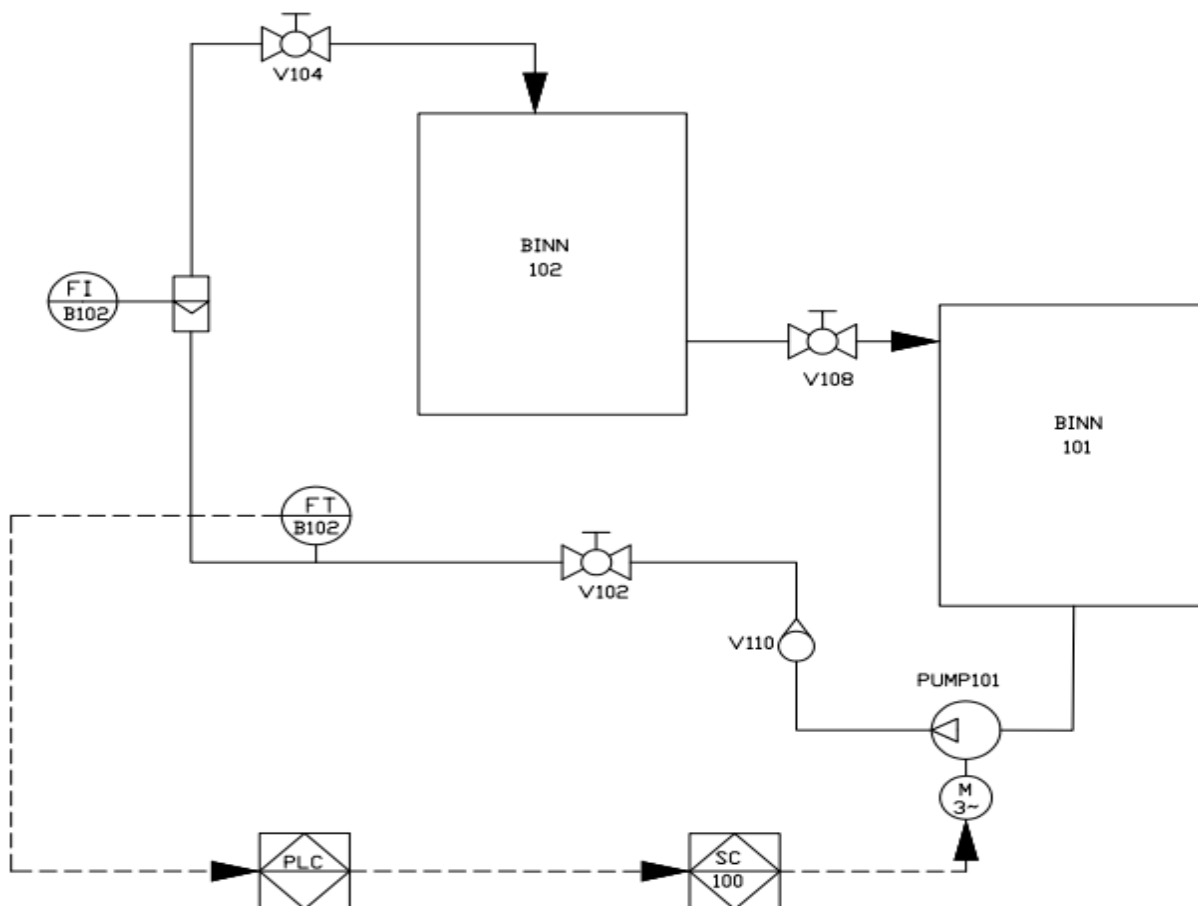 V104
BINN
102
FI
B102
V108
BINN
101
FT
B102
V102
V110
PUMP101
M
3~
PLC
SC
100